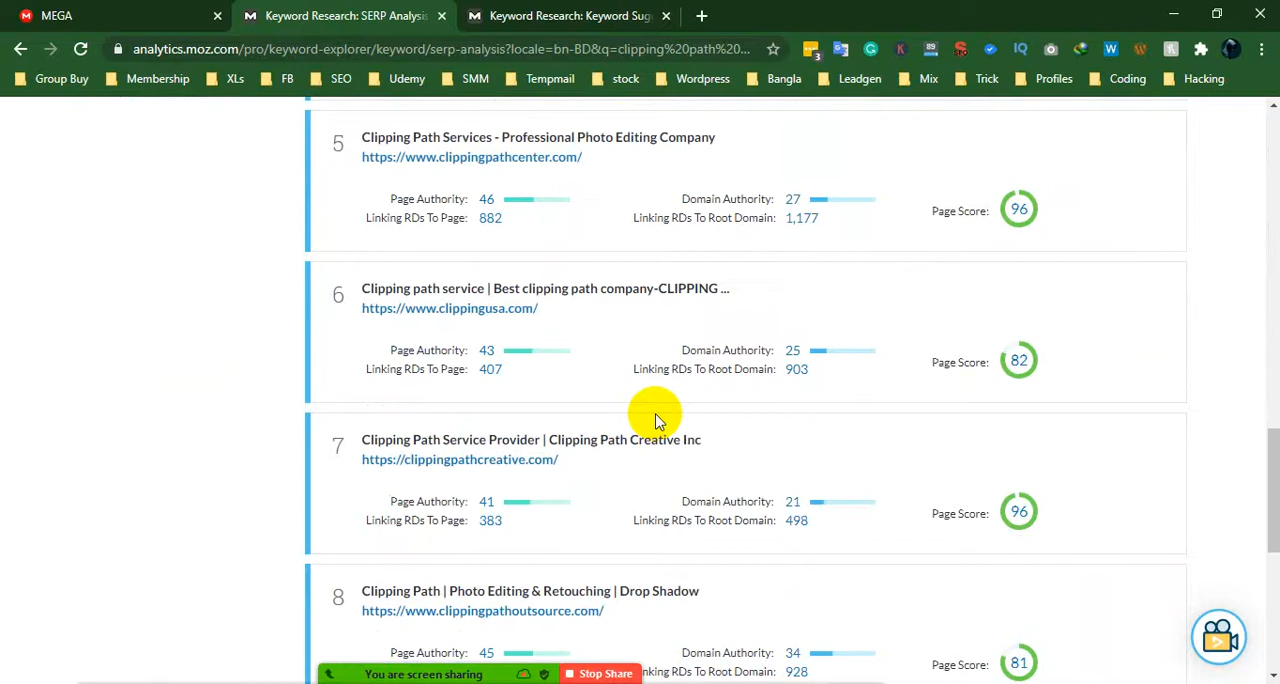 MEGA
Keyword Research: SERP Analysis
Keyword Research: Keyword Sug
analytics.moz.com/pro/keyword-explorer/keyword/serp-analysis?locale=bn-BD&q=clipping%20path%20...
3
89
IQ
W
Group Buy
Membership
XLs
FB
SEO
Udemy
SMM
Tempmail
stock
Wordpress
Bangla
Leadgen
Mix
Trick
Profiles
Coding
Hacking
5
Clipping Path Services - Professional Photo Editing Company
https://www.clippingpathcenter.com/
Page Authority: 46
Domain Authority: 27
Linking RDs To Page: 882
Linking RDs To Root Domain: 1,177
Page Score: 96
6
Clipping path service | Best clipping path company-CLIPPING ...
https://www.clippingusa.com/
Page Authority: 43
Domain Authority: 25
Linking RDs To Page: 407
Linking RDs To Root Domain: 903
Page Score: 82
7
Clipping Path Service Provider | Clipping Path Creative Inc
https://clippingpathcreative.com/
Page Authority: 41
Domain Authority: 21
Linking RDs To Page: 383
Linking RDs To Root Domain: 498
Page Score: 96
8
Clipping Path | Photo Editing & Retouching | Drop Shadow
https://www.clippingpathoutsource.com/
Page Authority: 45
Domain Authority: 34
nking RDs To Root Domain: 928
Page Score: 81
You are screen sharing
Stop Share